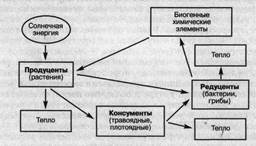 Солнечная
энергия
Биогенные
химические
элементы
Тепло
Продуценты
(растения)
Редуценты
(бактерии,
грибы)
Тепло
Консументы
(травоядные,
плотоядные)
Тепло